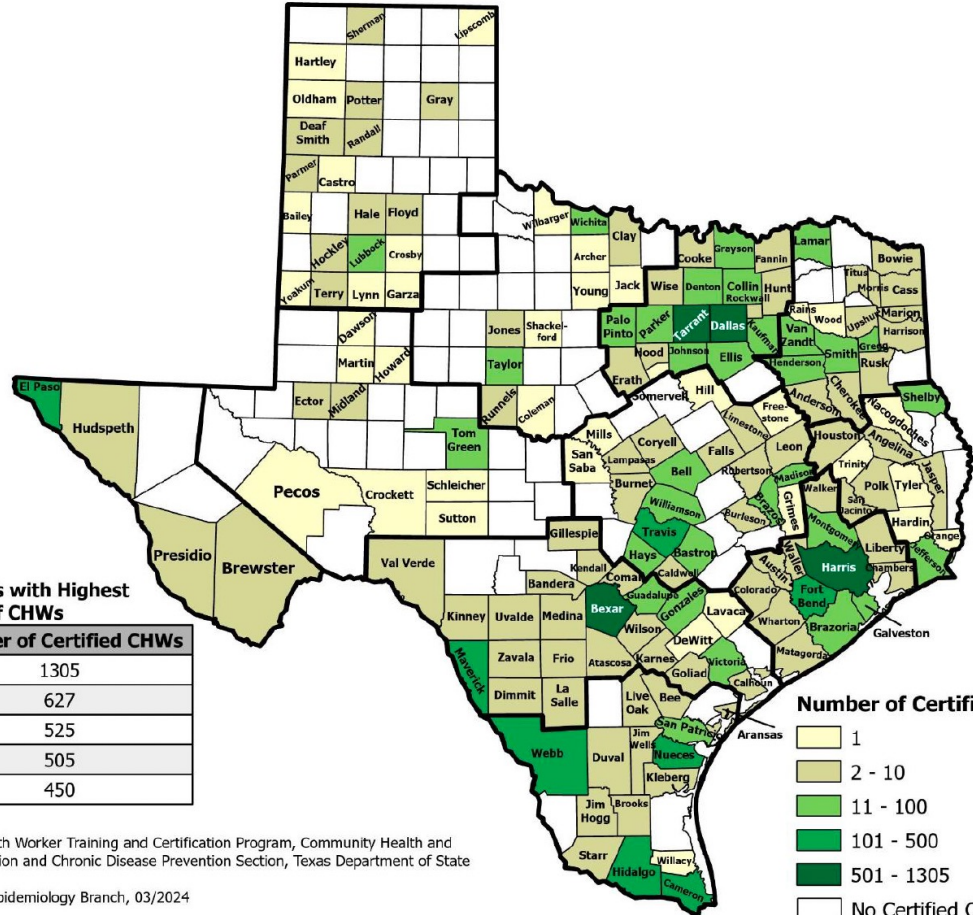 Sherman
Lipscomb
Hartley
Oldham
Potter
Gray
Deaf
Smith
Randall
Parmer
Castro
Bailey
Hale
Floyd
Hockley
Lubbock
Crosby
Yoakum
Terry
Lynn
Garza
Wilbarger
Wichita
Clay
Archer
Young
Jack
Cooke
Grayson
Fannin
Lamar
Bowie
Titus
Morris
Cass
Wise
Denton
Collin
Rockwall
Hunt
Rains
Wood
Upshur
Marion
Harrison
Dawson
Martin
Howard
Jones
Shackel-
ford
Palo
Pinto
Parker
Tarrant
Dallas
Kaufman
Van
Zandt
Smith
Gregg
Rusk
Taylor
Hood
Johnson
Ellis
Henderson
Erath
Somervell
Hill
Anderson
Cherokee
Shelby
Nacogdoches
El Paso
Hudspeth
Ector
Midland
Runnels
Coleman
Tom
Green
Mills
San
Saba
Lampasas
Coryell
Limestone
Free-
stone
Leon
Falls
Bell
Burnet
Robertson
Madison
Houston
Angelina
Trinity
Polk
Tyler
Jasper
Pecos
Crockett
Schleicher
Sutton
Williamson
Burleson
Brazos
Grimes
Walker
San
Jacinto
Hardin
Orange
Presidio
Brewster
Gillespie
Travis
Hays
Bastrop
Montgomery
Liberty
Jefferson
Val Verde
Kendall
Bandera
Comal
Caldwell
Austin
Waller
Harris
Chambers
Kinney
Uvalde
Medina
Bexar
Guadalupe
Gonzales
Lavaca
Colorado
Fort
Bend
Wharton
Brazoria
Galveston
Wilson
DeWitt
Maverick
Zavala
Frio
Atascosa
Karnes
Goliad
Victoria
Matagorda
Calhoun
Dimmit
La
Salle
Live
Oak
Bee
Aransas
Webb
Duval
Jim
Wells
San Patric
Nueces
Kleberg
Jim
Hogg
Brooks
Starr
Hidalgo
Willacy
Cameron
s with Highest
f CHWs
er of Certified CHWs
1305
627
525
505
450
Number of Certifi
1
2 - 10
11 - 100
101 - 500
501 - 1305
No Certified C
th Worker Training and Certification Program, Community Health and
ion and Chronic Disease Prevention Section, Texas Department of State
pidemiology Branch, 03/2024